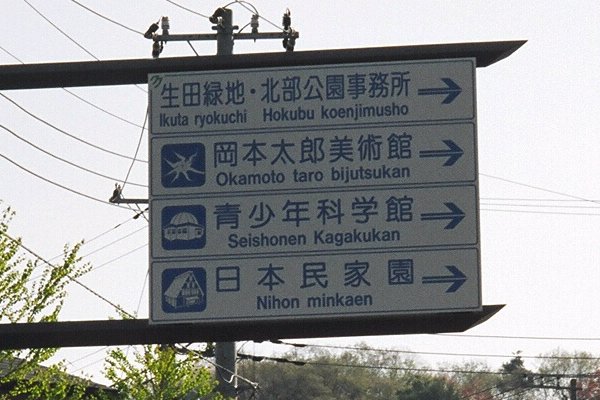 生田緑地・北部公園事務所 →
Ikuta ryokuchi Hokubu koenjimusho
岡本太郎美術館 →
Okamoto taro bijutsukan
青少年科学館 →
Seishonen Kagakukan
日本民家園 →
Nihon minkaen